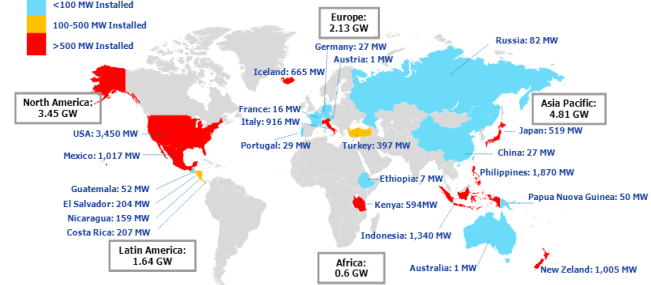 <100 MW Installed
100-500 MW Installed
>500 MW Installed
Europe:
2.13 GW
Germany: 27 MW
Austria: 1 MW
Russia: 82 MW
Iceland: 665 MW
North America:
3.45 GW
France: 16 MW
Italy: 916 MW
Portugal: 29 MW
Turkey: 397 MW
Asia Pacific:
4.81 GW
USA: 3,450 MW
Japan: 519 MW
Mexico: 1,017 MW
China: 27 MW
Philippines: 1,870 MW
Guatemala: 52 MW
El Salvador: 204 MW
Nicaragua: 159 MW
Costa Rica: 207 MW
Ethiopia: 7 MW
Kenya: 594MW
Papua Nuova Guinea: 50 MW
Indonesia: 1,340 MW
Latin America:
1.64 GW
Africa:
0.6 GW
Australia: 1 MW
New Zeland: 1,005 MW